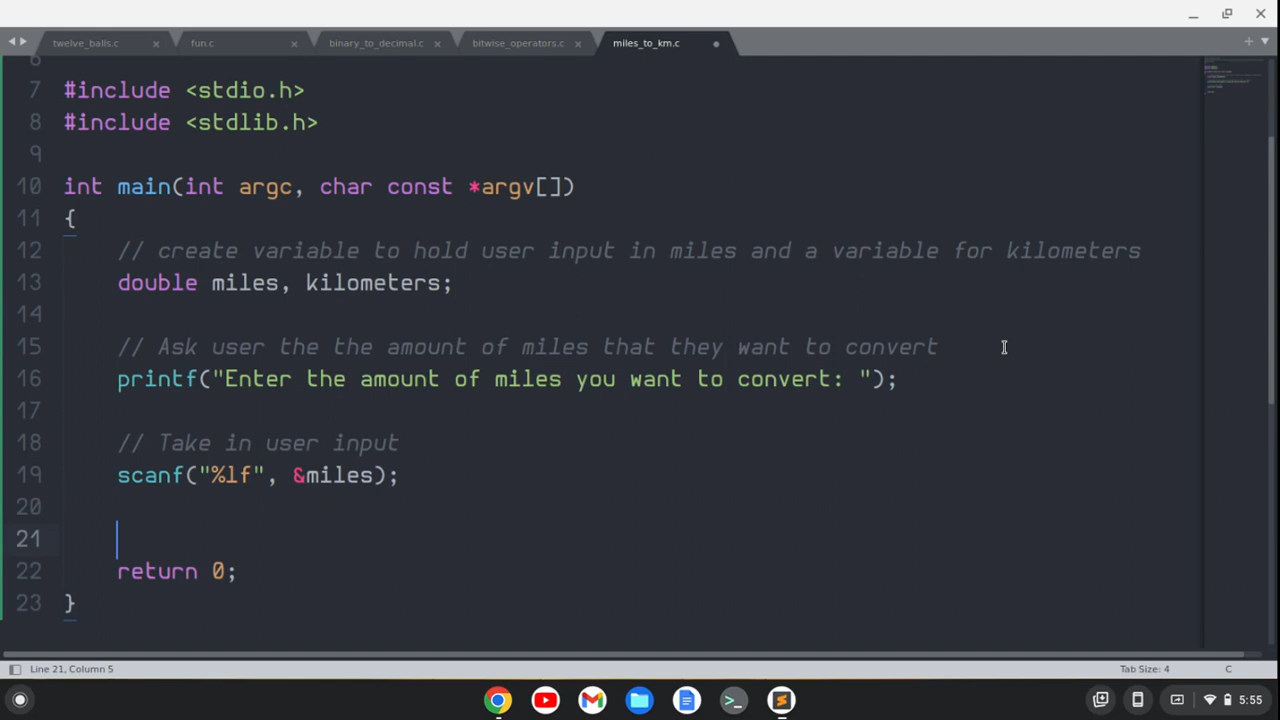 twelve_balls.c × fun.c × binary_to_decimal.c × bitwise_operators.c × miles_to_km.c
6
7 #include <stdio.h>
8 #include <stdlib.h>
9
10 int main(int argc, char const *argv[])
11 {
12 // create variable to hold user input in miles and a variable for kilometers
13 double miles, kilometers;
14
15 // Ask user the the amount of miles that they want to convert
16 printf("Enter the amount of miles you want to convert: ");
17
18 // Take in user input
19 scanf("%lf", &miles);
20
21
22 return 0;
23 }
Line 21, Column 5 Tab Size: 4 C
5:55